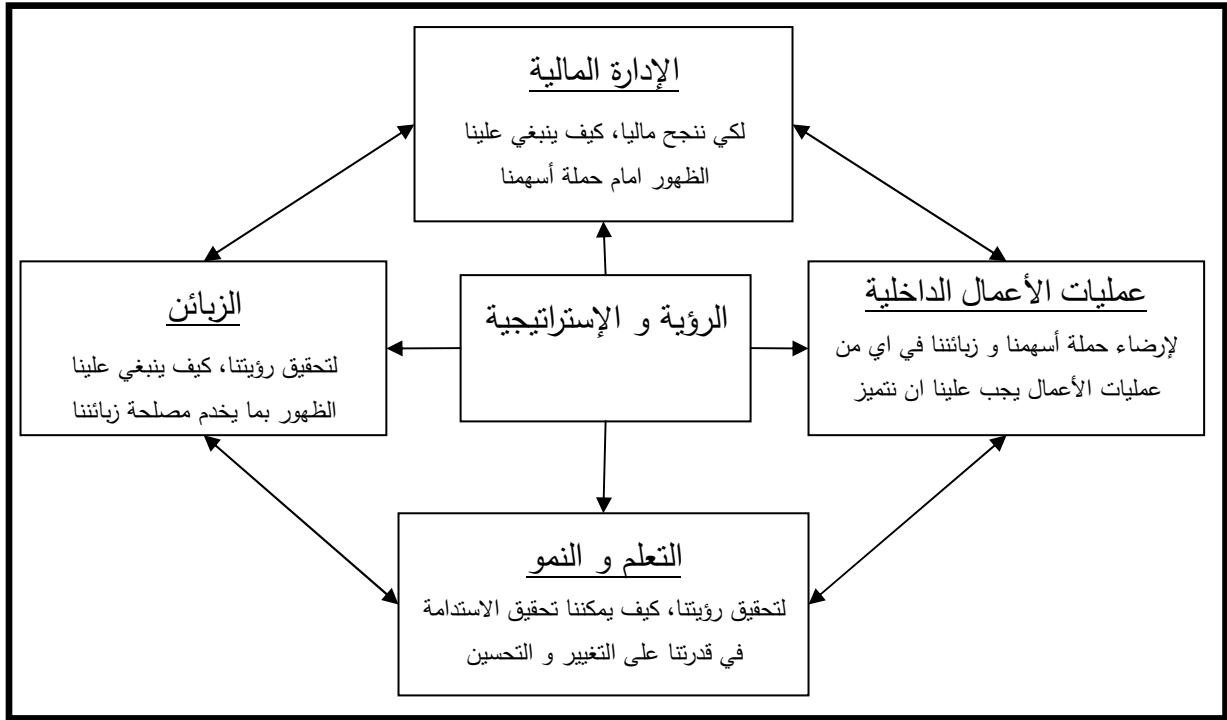 الإدارة المالية
لكي ننجح ماليا، كيف ينبغي علينا
الظهور امام حملة أسهمنا
عمليات الأعمال الداخلية
لإرضاء حملة أسهمنا و زبائننا في اي من
عمليات الأعمال يجب علينا ان نتميز
الرؤية و الإستراتيجية
الزبائن
لتحقيق رؤيتنا، كيف ينبغي علينا
الظهور بما يخدم مصلحة زبائننا
التعلم و النمو
لتحقيق رؤيتنا، كيف يمكننا تحقيق الاستدامة
في قدرتنا على التغيير و التحسين